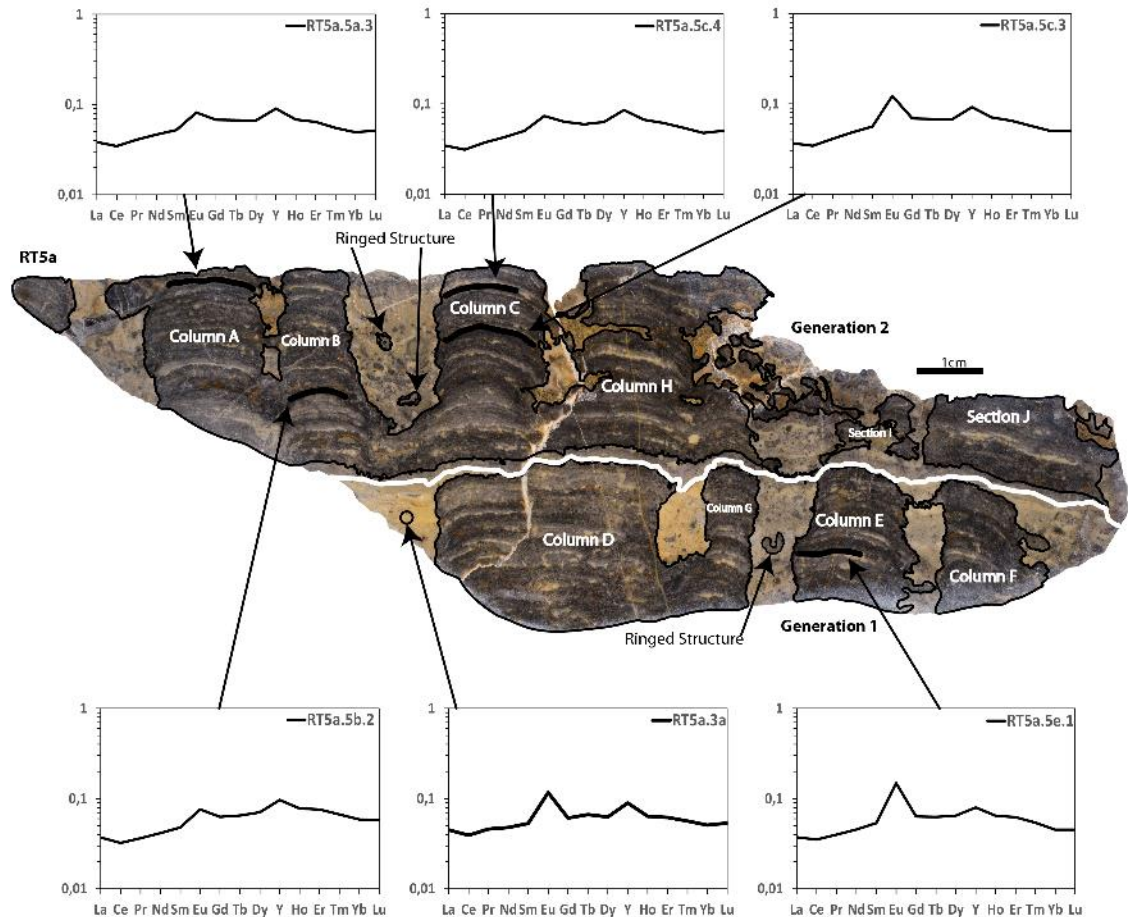 RT5a.5a.3
1
0,1
0,01
La Ce Pr Nd Sm Eu Gd Tb Dy Y Ho Er Tm Yb Lu
RT5a.5c.4
1
0,1
0,01
La Ce Pr Nd Sm Eu Gd Tb Dy Y Ho Er Tm Yb Lu
RT5a.5c.3
1
0,1
0,01
La Ce Pr Nd Sm Eu Gd Tb Dy Y Ho Er Tm Yb Lu
RT5a
Ringed Structure
Column A
Column B
Column C
Column H
Generation 2
1cm
Section I
Section J
Column D
Column G
Column E
Column F
Ringed Structure
Generation 1
RT5a.5b.2
1
0,1
0,01
La Ce Pr Nd Sm Eu Gd Tb Dy Y Ho Er Tm Yb Lu
RT5a.3a
1
0,1
0,01
La Ce Pr Nd Sm Eu Gd Tb Dy Y Ho Er Tm Yb Lu
RT5a.5e.1
1
0,1
0,01
La Ce Pr Nd Sm Eu Gd Tb Dy Y Ho Er Tm Yb Lu